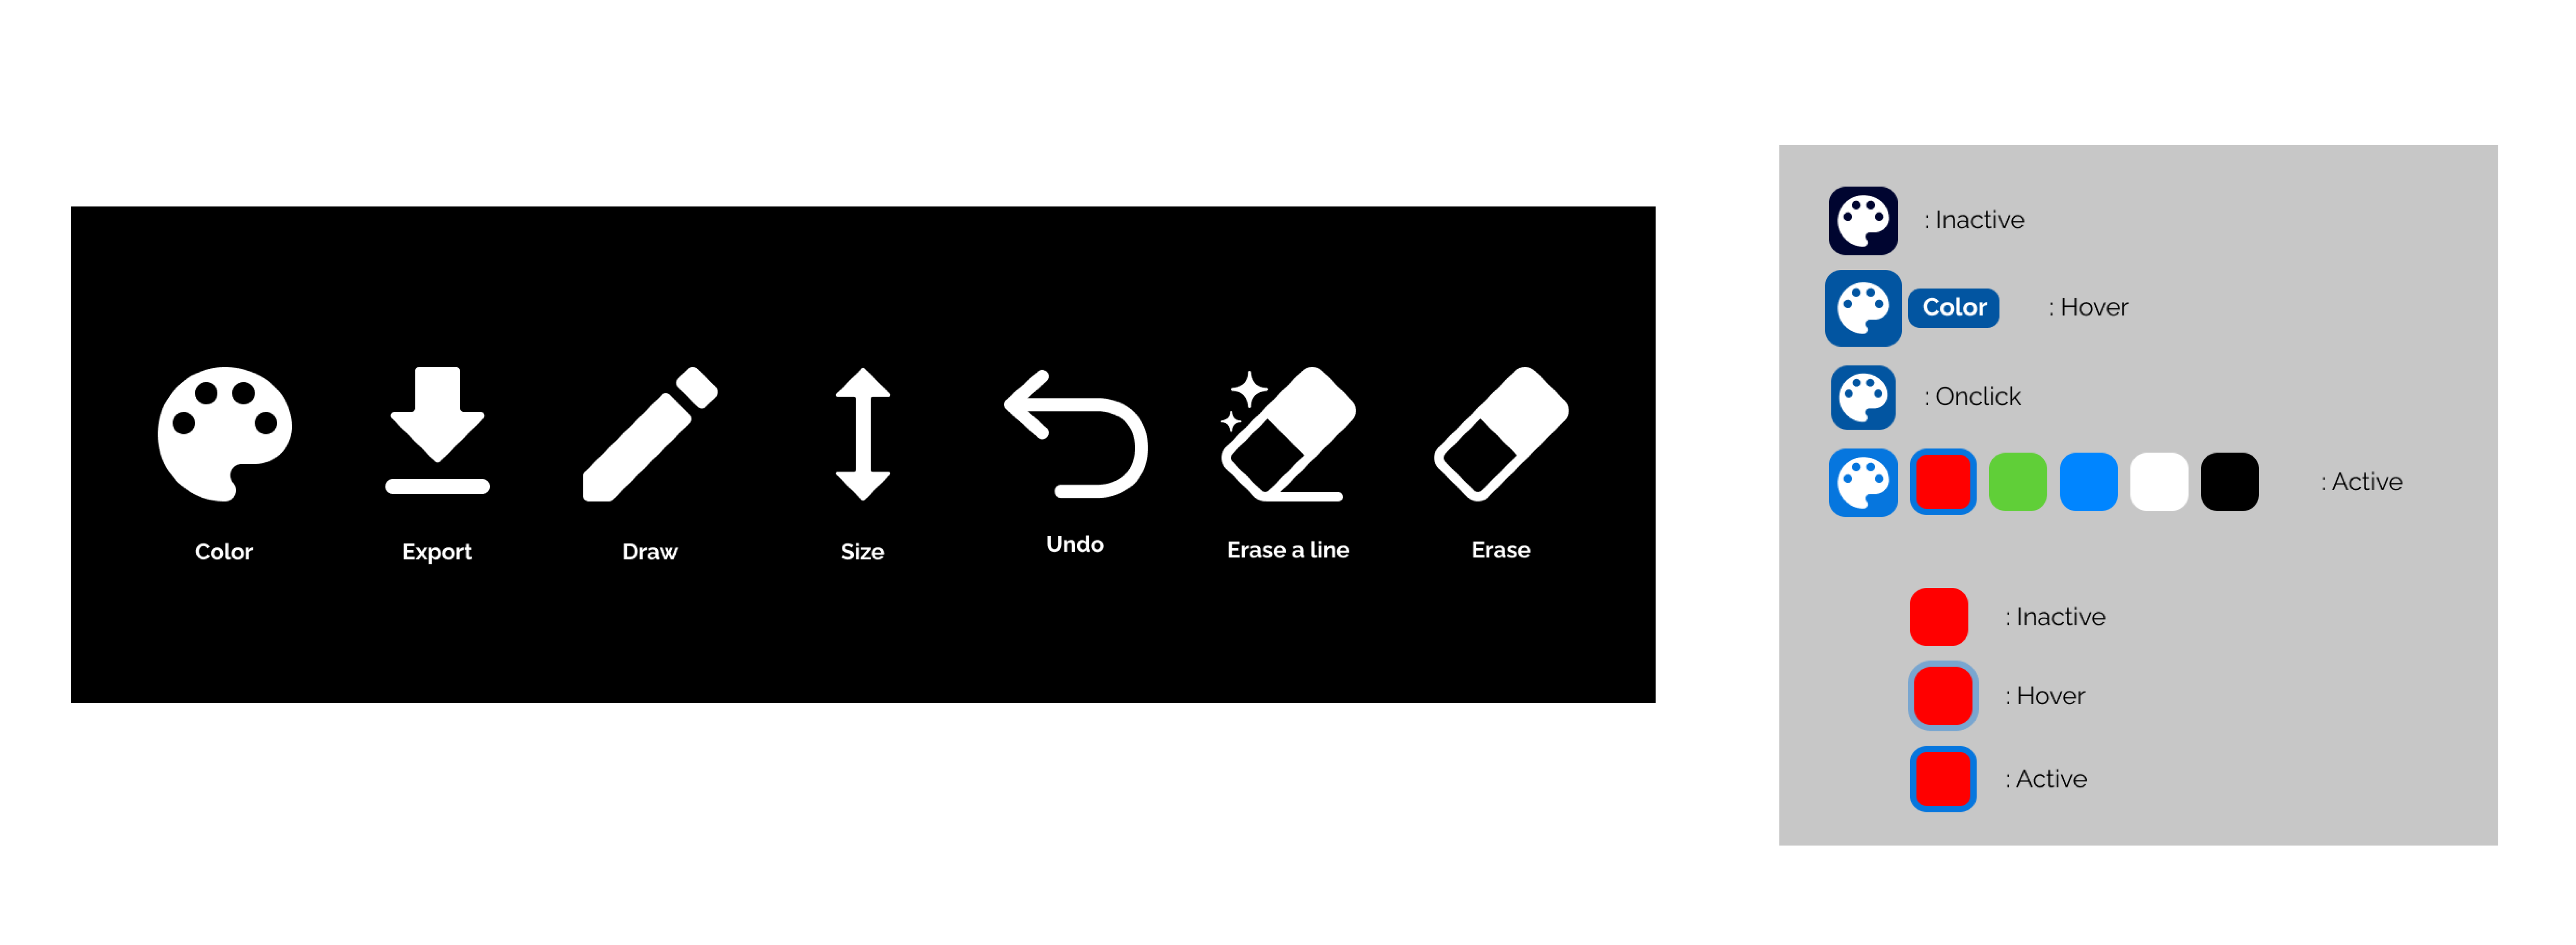 Color
Export
Draw
Size
Undo
Erase a line
Erase
: Inactive
Color : Hover
: Onclick
: Active
: Inactive
: Hover
: Active